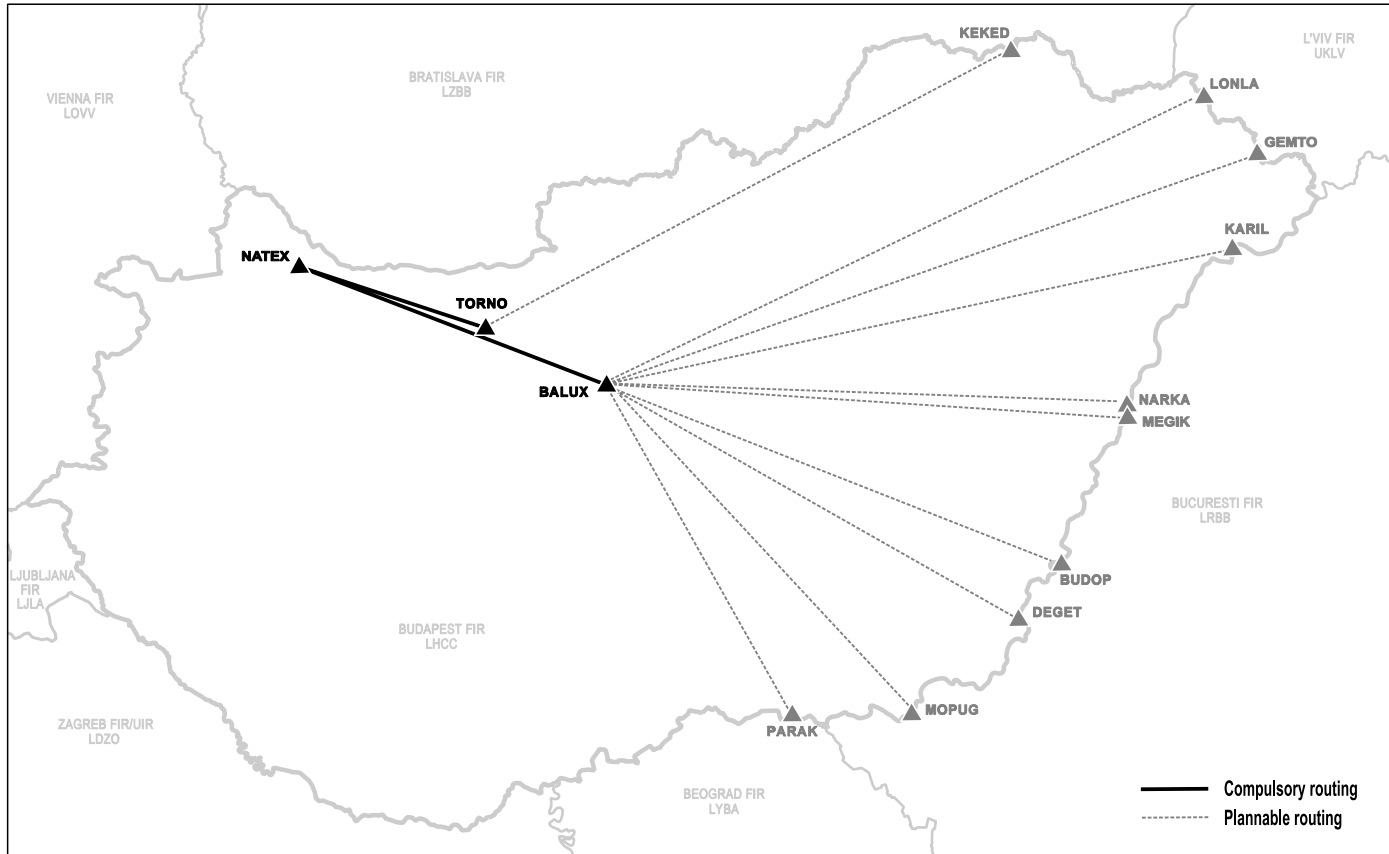 KEKED
L'VIV FIR
UKLV
BRATISLAVA FIR
LZBB
LONLA
VIENNA FIR
LOVV
GEMTO
KARIL
NATEX
TORNO
BALUX
NARKA
MEGIK
BUCURESTI FIR
LRBB
LJUBLJANA
FIR
LJLA
BUDOP
DEGET
BUDAPEST FIR
LHCC
MOPUG
PARAK
ZAGREB FIR/UIR
LDZO
BEOGRAD FIR
LYBA
Compulsory routing
Plannable routing